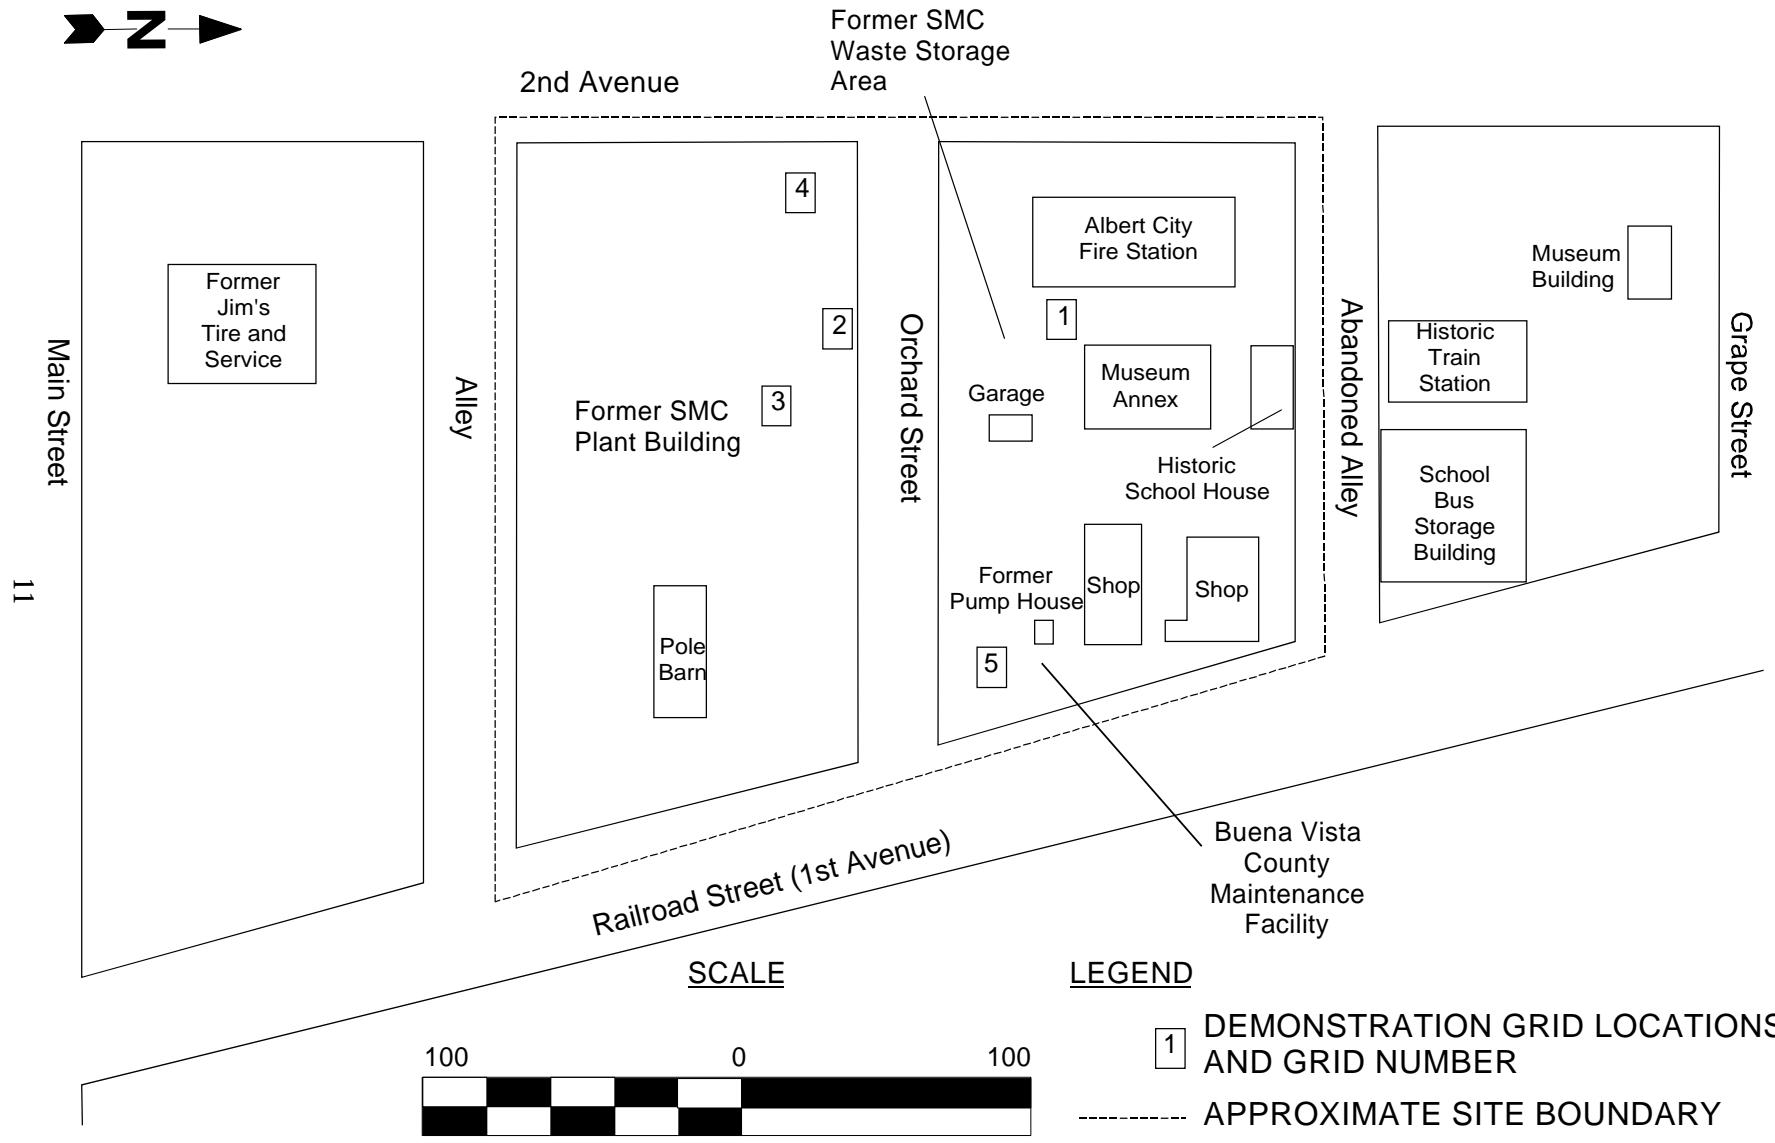 N
Former SMC
Waste Storage
Area
2nd Avenue
4
Albert City
Fire Station
Museum
Building
Former
Jim's
Tire and
Service
2
1
Historic
Train
Station
Main Street
Alley
Orchard Street
Abandoned Alley
Grape Street
3
Former SMC
Plant Building
Garage
Museum
Annex
Historic
School House
School
Bus
Storage
Building
11
Former
Pump House
Shop
Shop
Pole
Barn
5
Railroad Street (1st Avenue)
Buena Vista
County
Maintenance
Facility
SCALE
100 0 100
LEGEND
1
DEMONSTRATION GRID LOCATIONS
AND GRID NUMBER
APPROXIMATE SITE BOUNDARY